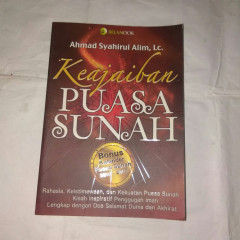 Ahmad Syahirul Alim, Lc.
Keajaiban
PUASA
SUNAH
Bonus
Rahasia, Keistimewaan, dan Kekuatan Puasa Sunah
Kisah Inspiratif Penggugah Iman
Lengkap dengan Doa Selamat Dunia dan Akhirat